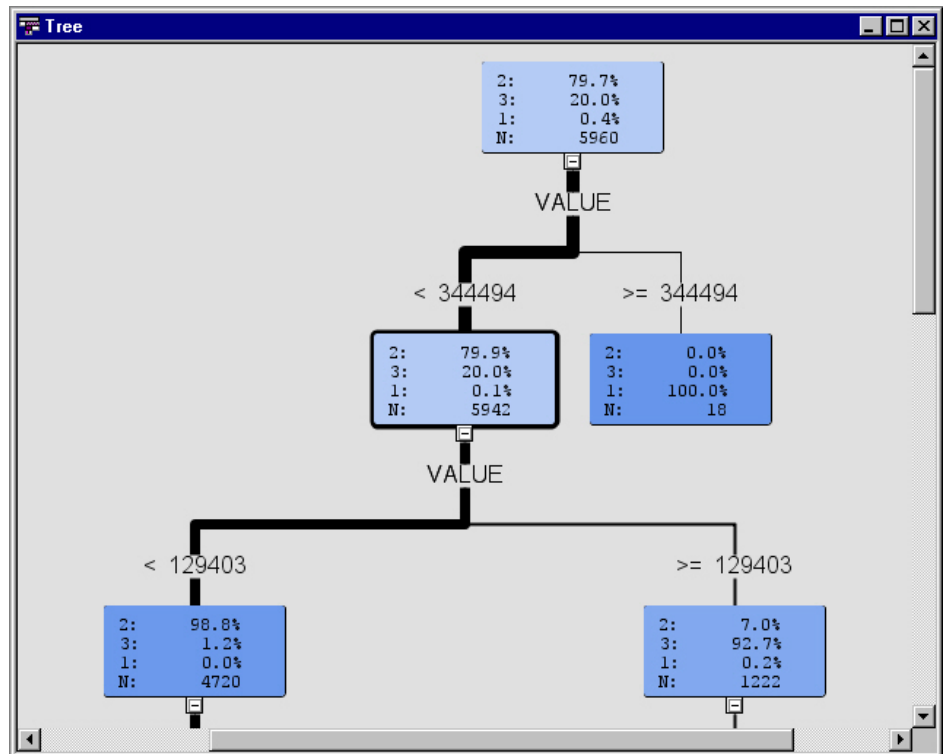 Tree
2: 79.7%
3: 20.0%
1: 0.4%
N: 5960
VALUE
< 344494
>= 344494
2: 79.9%
3: 20.0%
1: 0.1%
N: 5942
2: 0.0%
3: 0.0%
1: 100.0%
N: 18
VALUE
< 129403
>= 129403
2: 98.8%
3: 1.2%
1: 0.0%
N: 4720
2: 7.0%
3: 92.7%
1: 0.2%
N: 1222